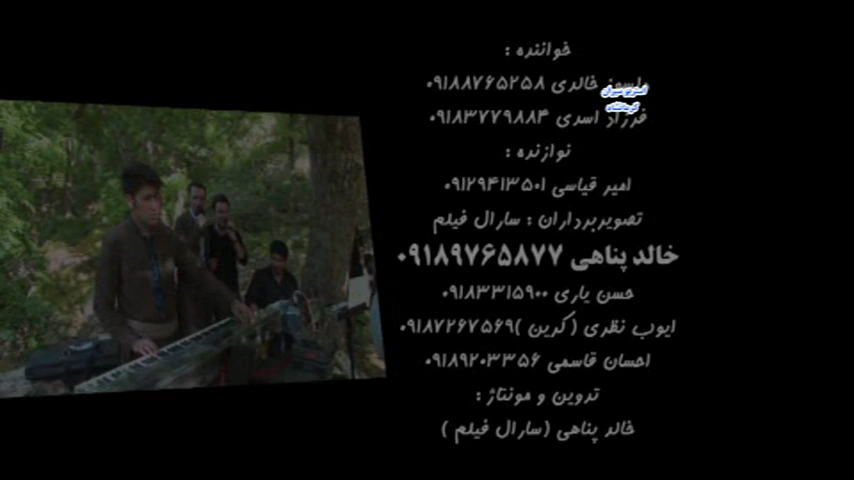 خواننده :
خالدی ۰۹۱۸۸۷۶۵۲۵۸
فرزاد اسدی ۰۹۱۸۳۷۷۹۸۸۴
نوازنده :
امیر قیاسی ۰۹۱۲۹۴۱۳۵۰۱
تصویربرداران : سارال فیلم
خالد پناهی ۰۹۱۸۹۷۶۵۸۷۷
حسن یاری ۰۹۱۸۳۳۱۵۹۰۰
ایوب نظری ( کرین )۰۹۱۸۷۲۶۷۵۶۹
احسان قاسمی ۰۹۱۸۹۲۰۳۳۵۶
تدوین و مونتاژ :
خالد پناهی (سارال فیلم )